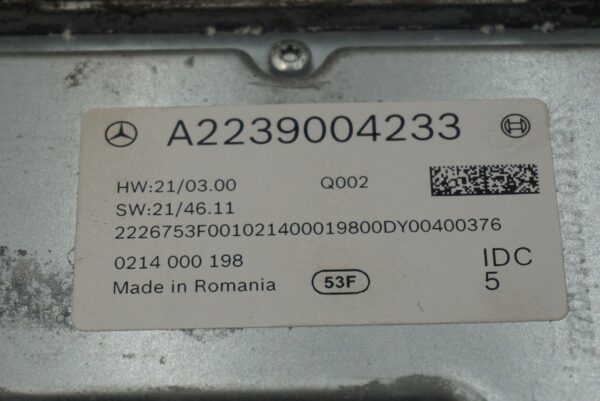 A2239004233
HW:21/03.00 Q002
SW:21/46.11
2226753F001021400019800DY00400376
0214 000 198 IDC
Made in Romania 53F 5